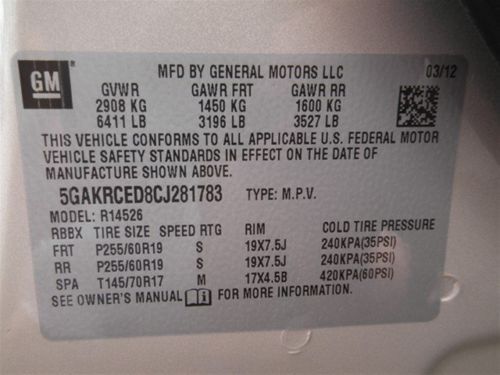 GM MFD BY GENERAL MOTORS LLC 03/12
GVWR GAWR FRT GAWR RR
2908 KG 1450 KG 1600 KG
6411 LB 3196 LB 3527 LB
THIS VEHICLE CONFORMS TO ALL APPLICABLE U.S. FEDERAL MOTOR
VEHICLE SAFETY STANDARDS IN EFFECT ON THE DATE OF
MANUFACTURE SHOWN ABOVE.
5GAKRCED8CJ281783 TYPE: M.P.V.
MODEL: R14526
RBBX TIRE SIZE SPEED RTG RIM COLD TIRE PRESSURE
FRT P255/60R19 S 19X7.5J 240KPA(35PSI)
RR P255/60R19 S 19X7.5J 240KPA(35PSI)
SPA T145/70R17 M 17X4.5B 420KPA(60PSI)
SEE OWNER'S MANUAL i FOR MORE INFORMATION